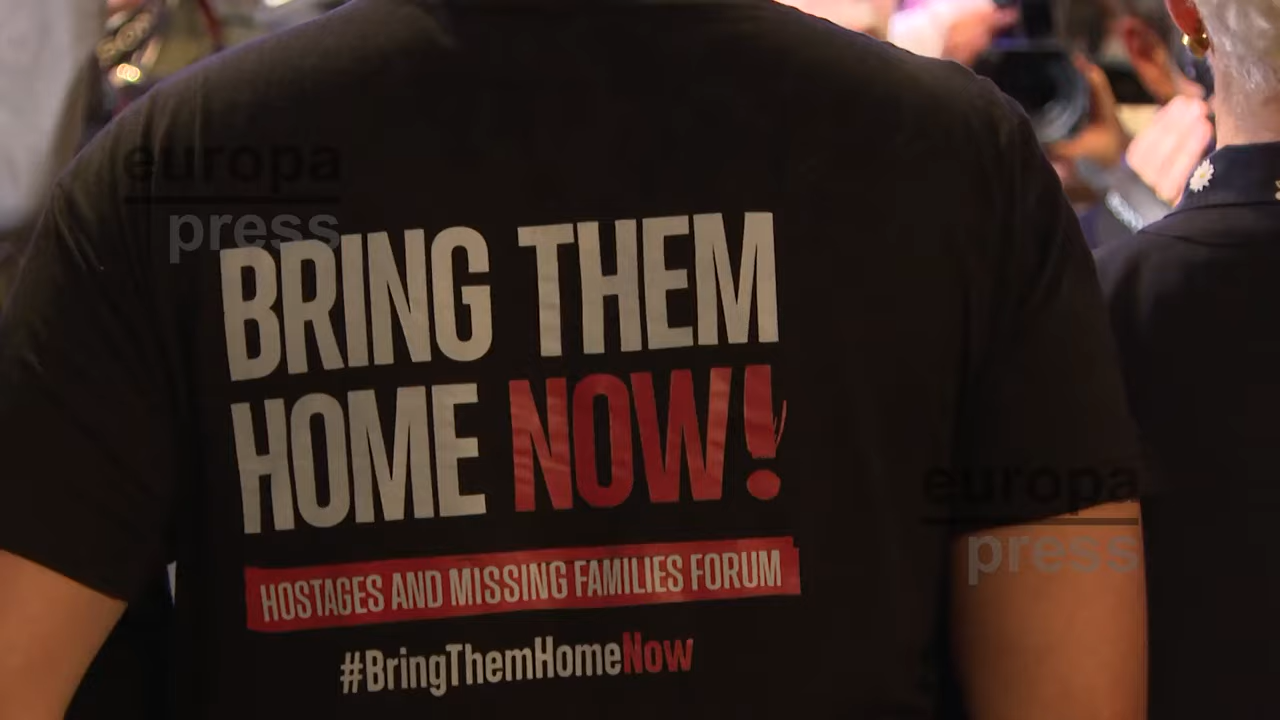 europa
press
BRING THEM
HOME NOW!
HOSTAGES AND MISSING FAMILIES FORUM
#BringThemHomeNow
europa
press